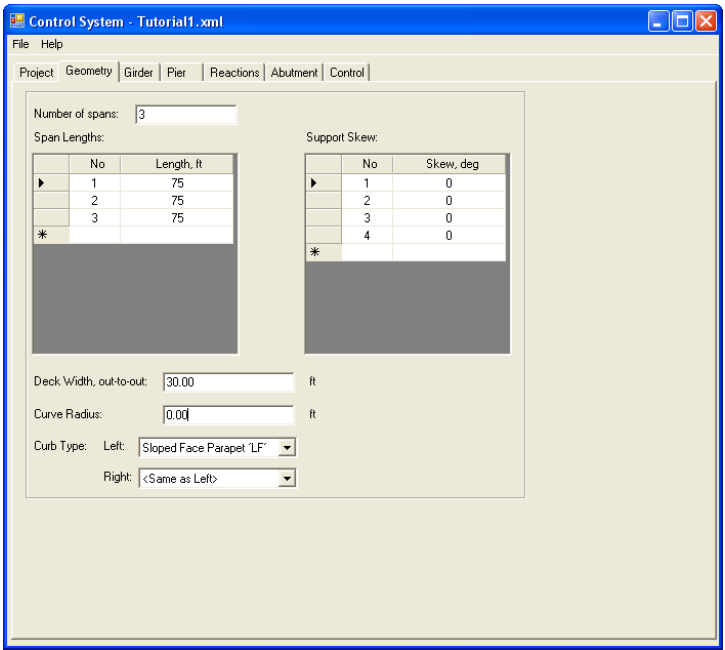 Control System - Tutorial1.xml
File Help
Project Geometry Girder Pier Reactions Abutment Control
Number of spans: 3
Span Lengths: Support Skew:
No Length, ft No Skew, deg
1 75 1 0
2 75 2 0
3 75 3 0
4 0
Deck Width, out-to-out: 30.00 ft
Curve Radius: 0.00 ft
Curb Type: Left: Sloped Face Parapet ´LF´
Right: <Same as Left>